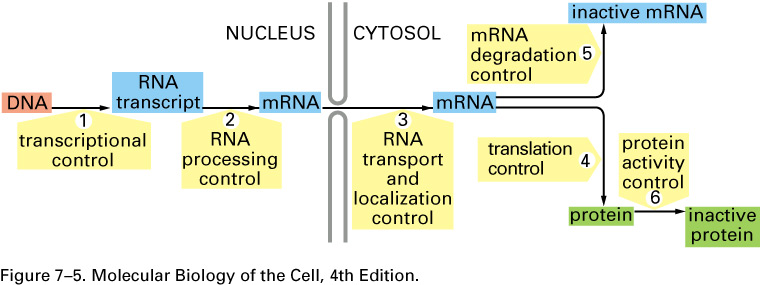 NUCLEUS
CYTOSOL
DNA
RNA
transcript
mRNA
mRNA
inactive mRNA
1
transcriptional
control
2
RNA
processing
control
3
RNA
transport
and
localization
control
mRNA
degradation
control
5
translation
control
4
protein
activity
control
6
protein
inactive
protein
Figure 7–5. Molecular Biology of the Cell, 4th Edition.